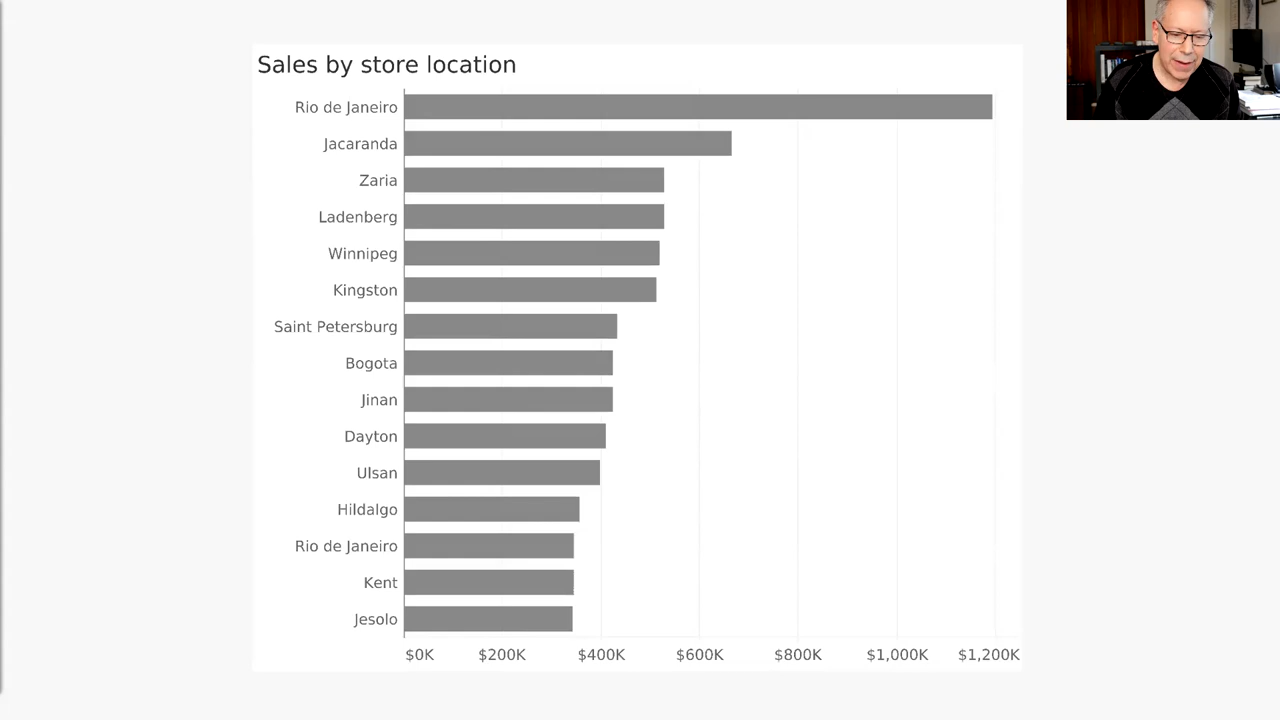 Sales by store location
Rio de Janeiro
Jacaranda
Zaria
Ladenberg
Winnipeg
Kingston
Saint Petersburg
Bogota
Jinan
Dayton
Ulsan
Hildalgo
Rio de Janeiro
Kent
Jesolo
$0K $200K $400K $600K $800K $1,000K $1,200K